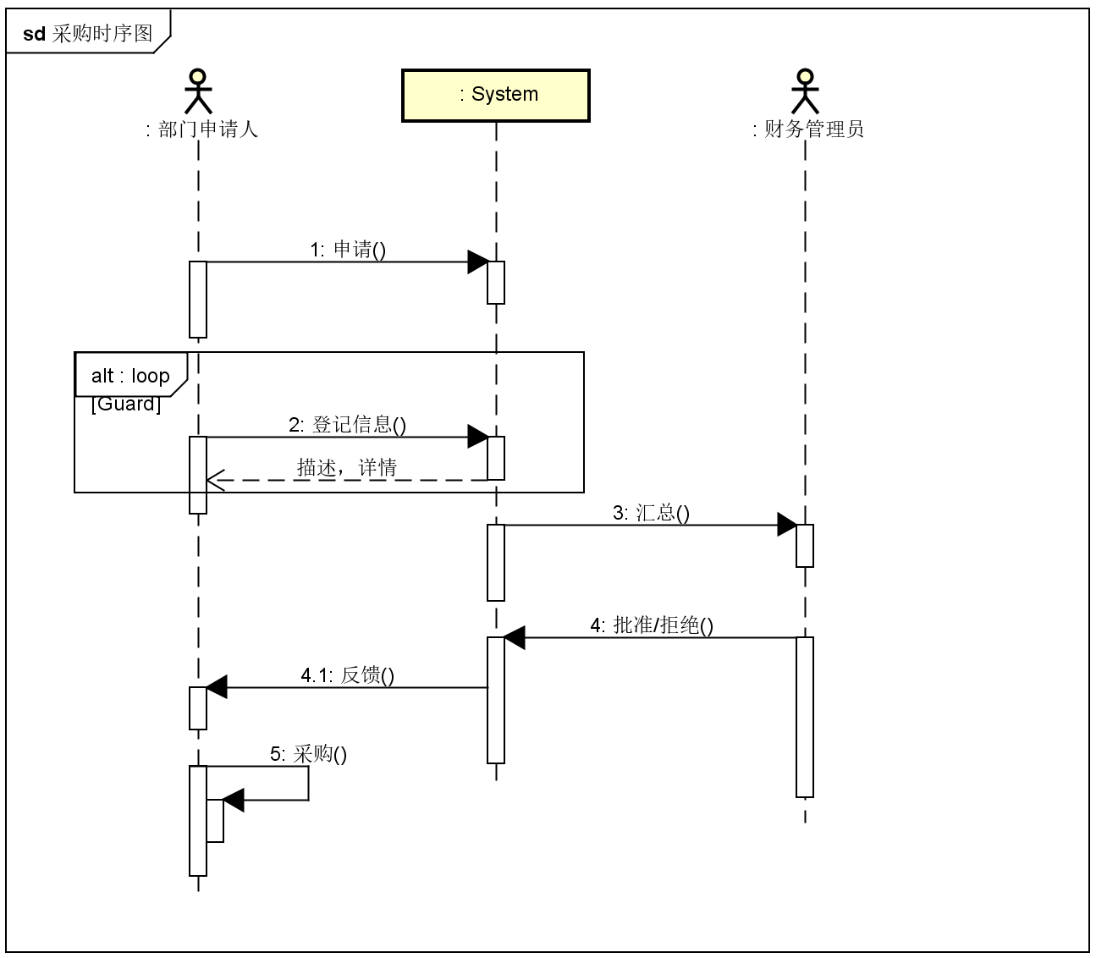 sd 采购时序图
: 部门申请人
: System
: 财务管理员
1: 申请()
alt : loop
[Guard]
2: 登记信息()
描述，详情
3: 汇总()
4: 批准/拒绝()
4.1: 反馈()
5: 采购()